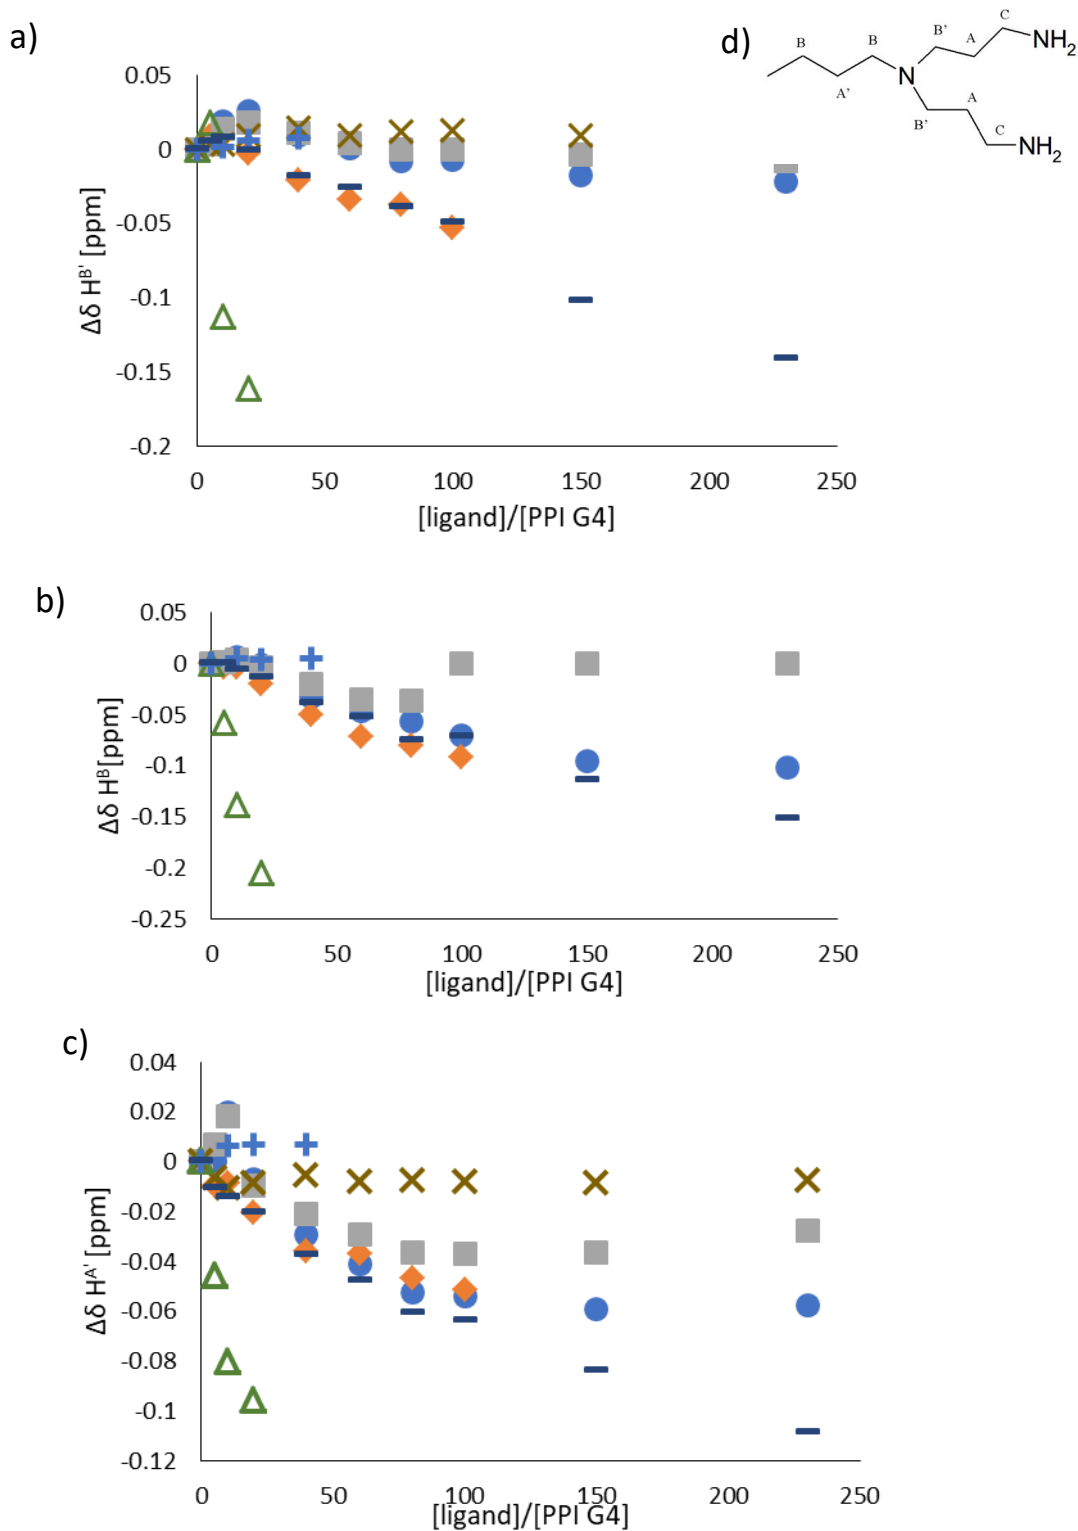 a)
0.05
0
-0.05
-0.1
-0.15
-0.2
Δδ H^B' [ppm]
0 50 100 150 200 250
[ligand]/[PPI G4]
d)
B B B' A C NH2
A' N A
B' C NH2
b)
0.05
0
-0.05
-0.1
-0.15
-0.2
-0.25
Δδ H^B[ppm]
0 50 100 150 200 250
[ligand]/[PPI G4]
c)
0.04
0.02
0
-0.02
-0.04
-0.06
-0.08
-0.1
-0.12
Δδ H^A' [ppm]
0 50 100 150 200 250
[ligand]/[PPI G4]